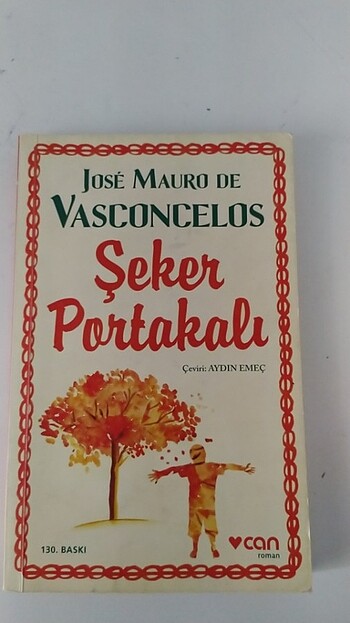 JOSÉ MAURO DE
VASCONCELOS
Şeker
Portakalı
Çeviri: AYDIN EMEÇ
130. BASKI
can
roman